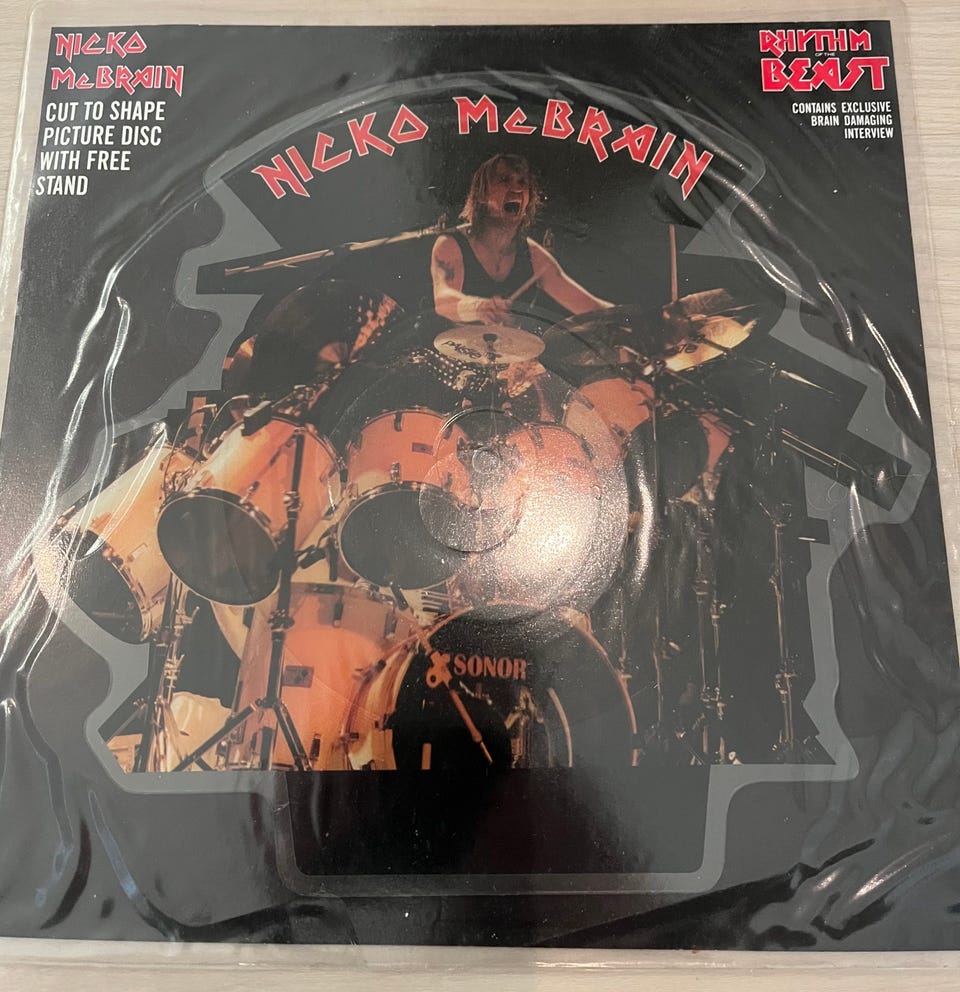 NICKO
McBRAIN
CUT TO SHAPE
PICTURE DISC
WITH FREE
STAND
RHYTHM
OF THE
BEAST
CONTAINS EXCLUSIVE
BRAIN DAMAGING
INTERVIEW
NICKO McBRAIN
PAISTE
SONOR